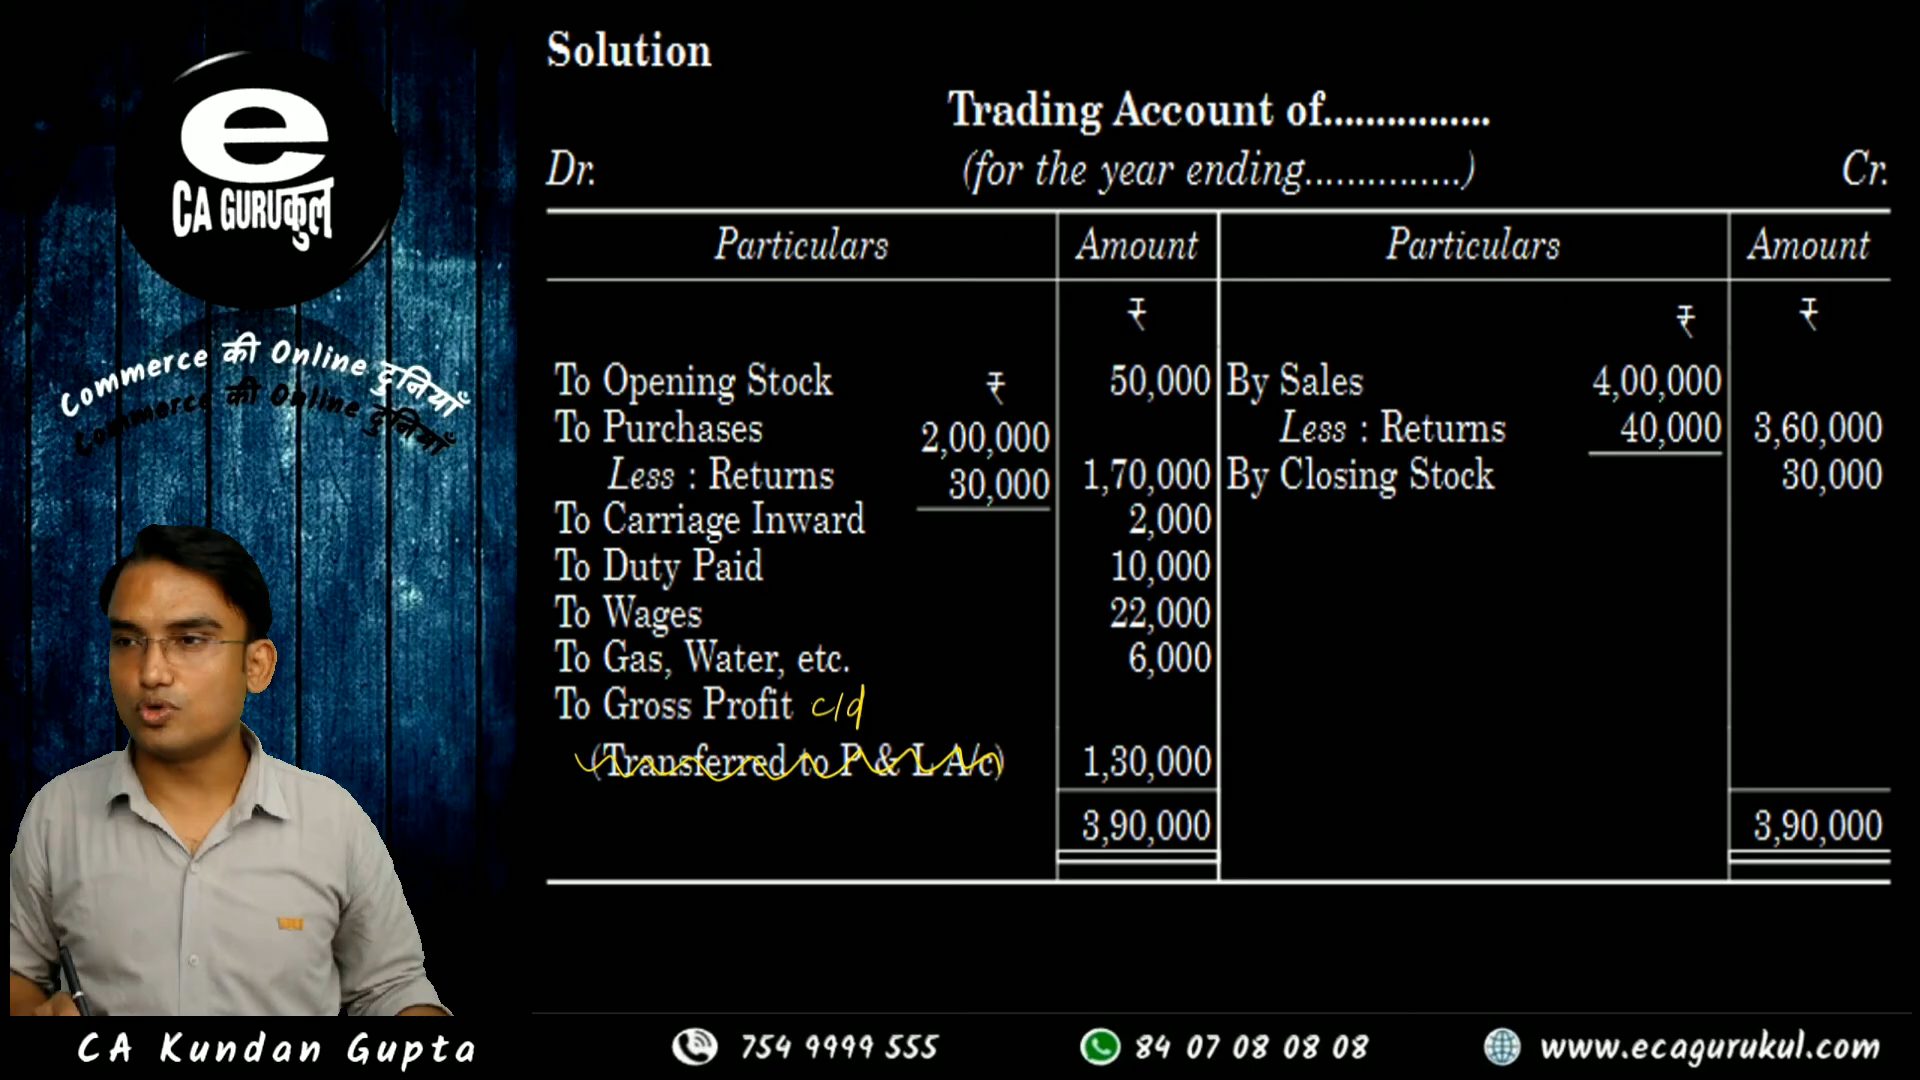 e
CA GURUकुल
Commerce की Online दुनियाँ
Commerce की Online दुनियाँ
CA Kundan Gupta
Solution
Trading Account of................
Dr. (for the year ending...............) Cr.
Particulars Amount Particulars Amount
₹ ₹ ₹
To Opening Stock ₹ 50,000 By Sales 4,00,000
To Purchases 2,00,000 Less : Returns 40,000 3,60,000
Less : Returns 30,000 1,70,000 By Closing Stock 30,000
To Carriage Inward 2,000
To Duty Paid 10,000
To Wages 22,000
To Gas, Water, etc. 6,000
To Gross Profit c/d
(Transferred to P & L A/c) 1,30,000
3,90,000 3,90,000
754 9999 555 84 07 08 08 08 www.ecagurukul.com